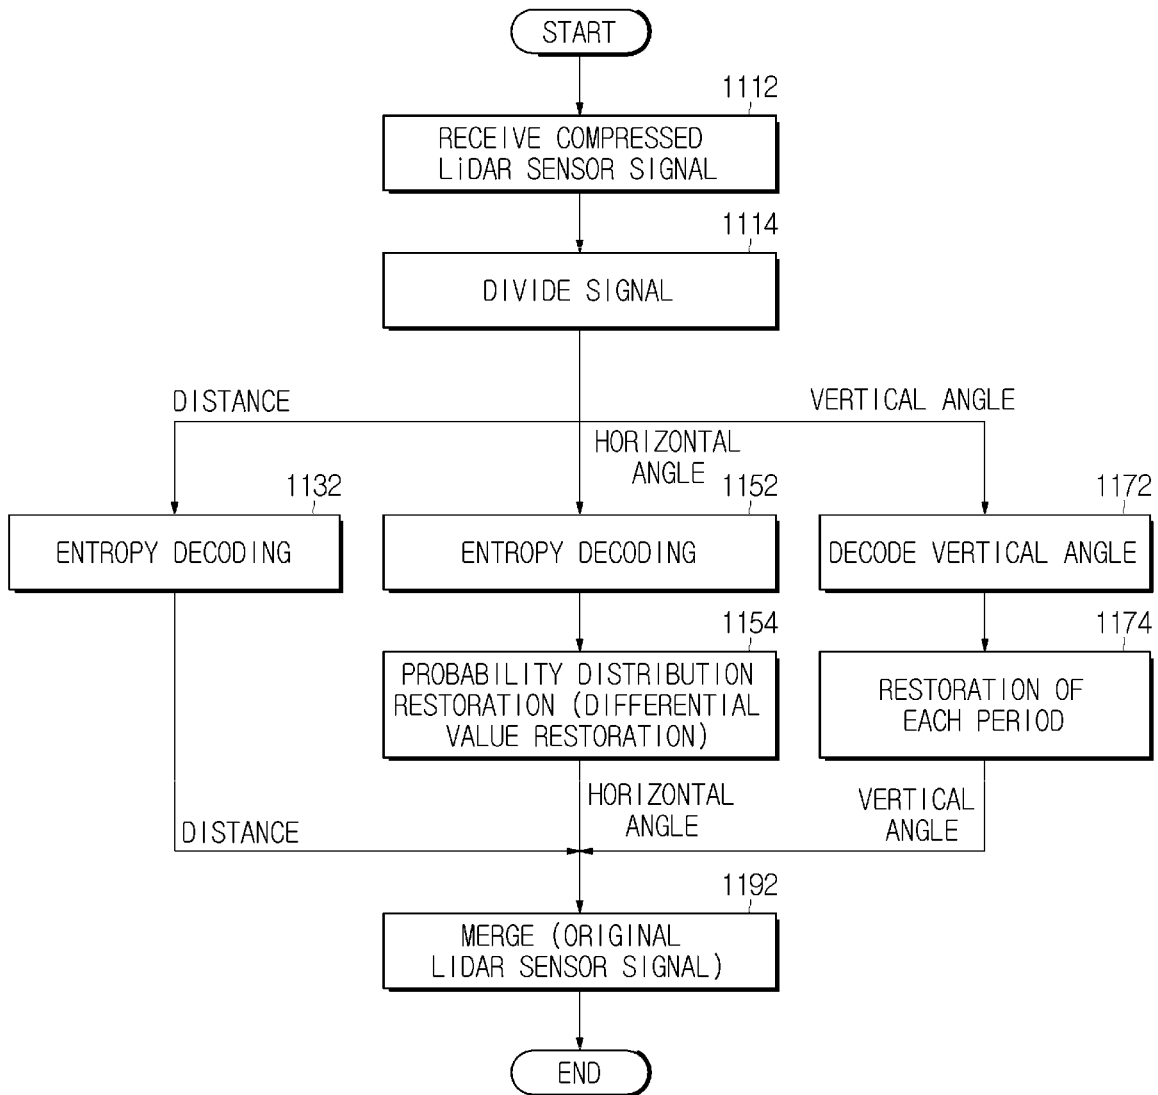 START
1112
RECEIVE COMPRESSED
LiDAR SENSOR SIGNAL
1114
DIVIDE SIGNAL
DISTANCE
VERTICAL ANGLE
HORIZONTAL
ANGLE
1132
1152
1172
ENTROPY DECODING
ENTROPY DECODING
DECODE VERTICAL ANGLE
1154
1174
PROBABILITY DISTRIBUTION
RESTORATION (DIFFERENTIAL
VALUE RESTORATION)
RESTORATION OF
EACH PERIOD
HORIZONTAL
ANGLE
VERTICAL
ANGLE
DISTANCE
1192
MERGE (ORIGINAL
LIDAR SENSOR SIGNAL)
END